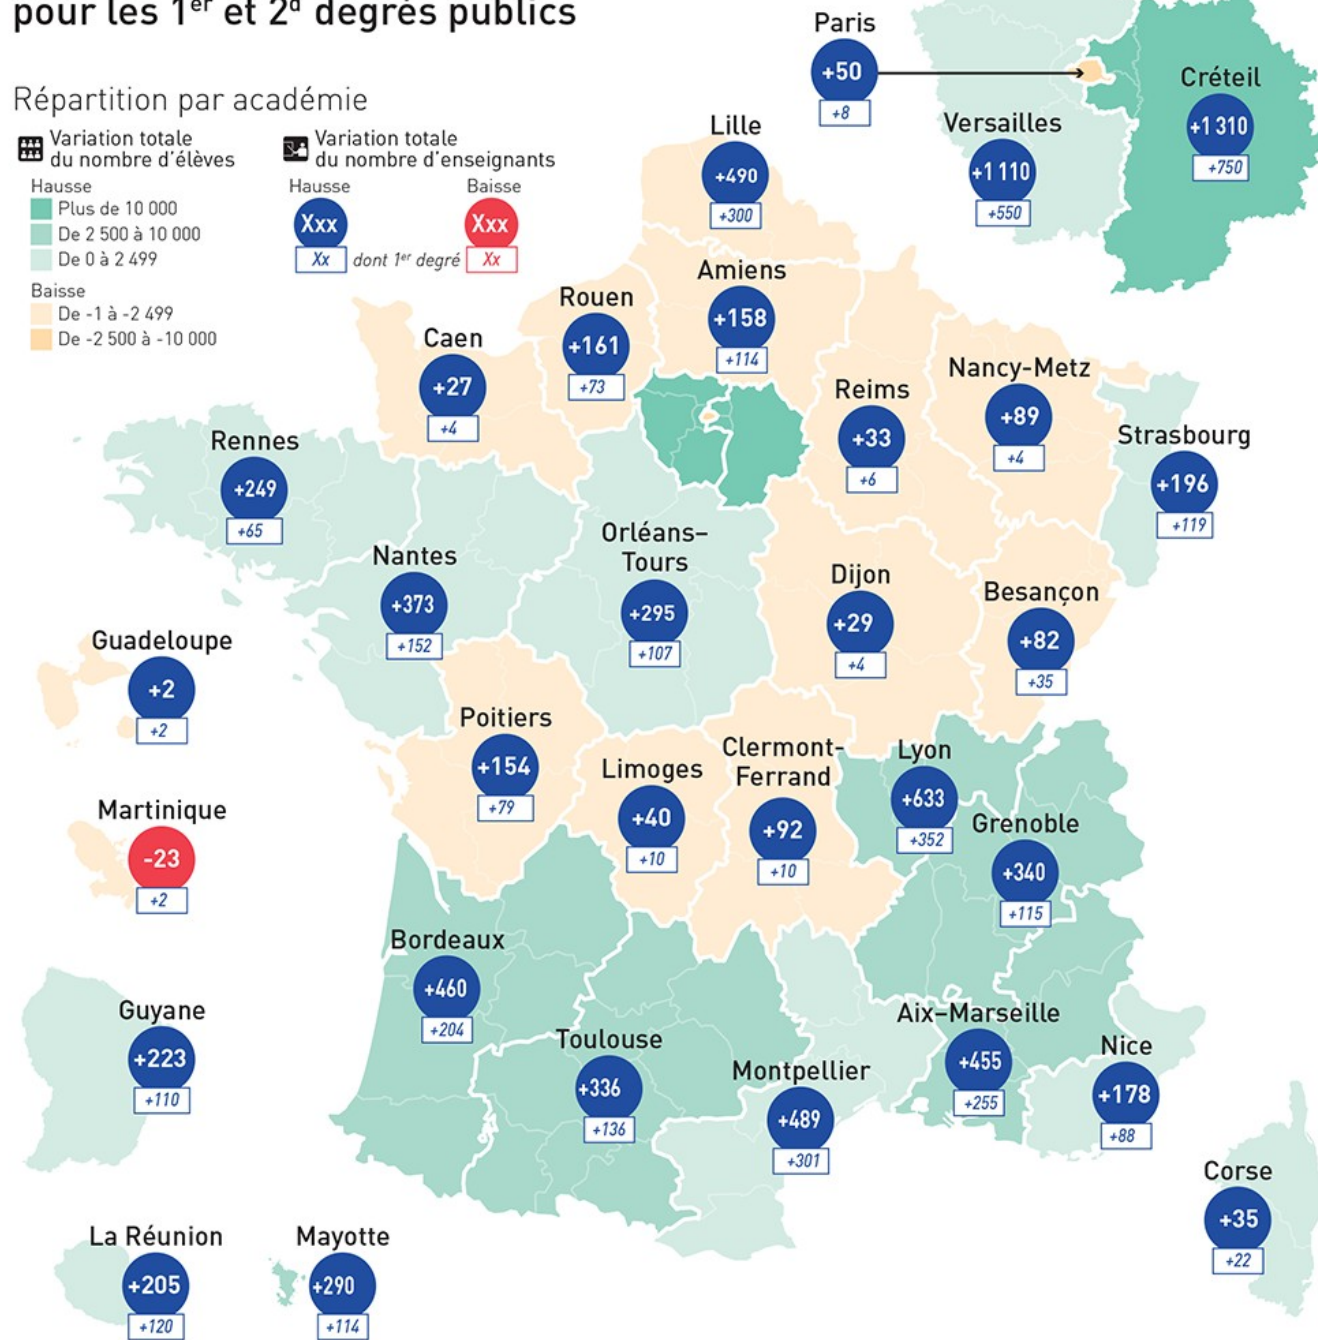 pour les 1er et 2d degrés publics
Répartition par académie
Variation totale
du nombre d'élèves
Hausse
Plus de 10 000
De 2 500 à 10 000
De 0 à 2 499
Baisse
De -1 à -2 499
De -2 500 à -10 000
Variation totale
du nombre d'enseignants
Hausse
Baisse
Xxx
Xxx
Xx
dont 1er degré
Xx
Paris
+50
+8
Versailles
+1 110
+550
Créteil
+1 310
+750
Lille
+490
+300
Amiens
+158
+114
Rouen
+161
+73
Caen
+27
+4
Reims
+33
+6
Nancy-Metz
+89
+4
Strasbourg
+196
+119
Rennes
+249
+65
Nantes
+373
+152
Orléans–
Tours
+295
+107
Dijon
+29
+4
Besançon
+82
+35
Guadeloupe
+2
+2
Poitiers
+154
+79
Limoges
+40
+10
Clermont-
Ferrand
+92
+10
Lyon
+633
+352
Grenoble
+340
+115
Martinique
-23
+2
Bordeaux
+460
+204
Toulouse
+336
+136
Montpellier
+489
+301
Aix–Marseille
+455
+255
Nice
+178
+88
Guyane
+223
+110
Corse
+35
+22
La Réunion
+205
+120
Mayotte
+290
+114